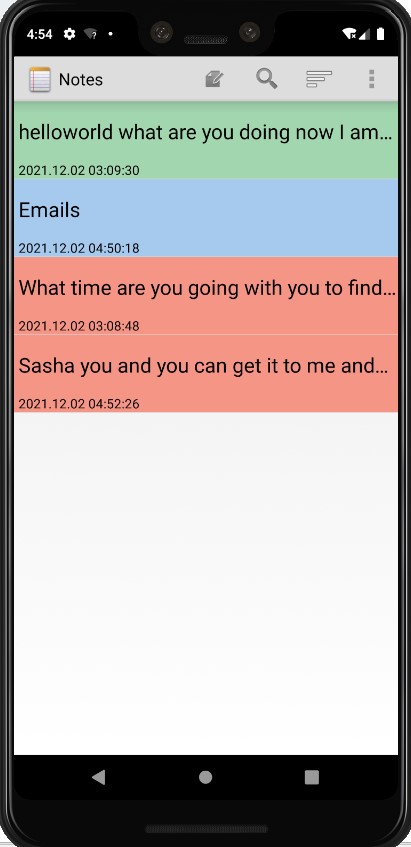 4:54
Notes
helloworld what are you doing now I am...
2021.12.02 03:09:30
Emails
2021.12.02 04:50:18
What time are you going with you to find...
2021.12.02 03:08:48
Sasha you and you can get it to me and...
2021.12.02 04:52:26